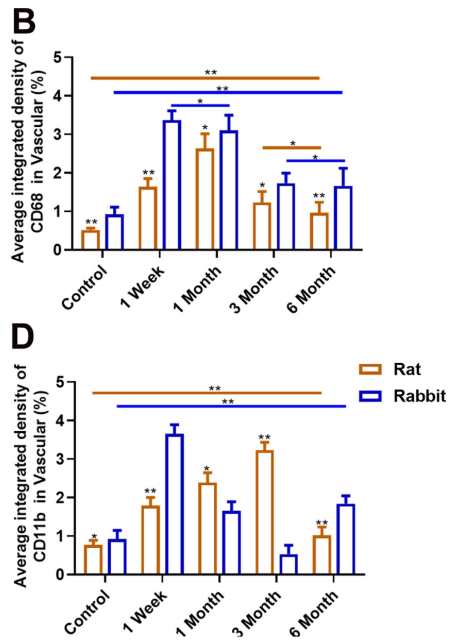 B
Average integrated density of
CD68 in Vascular (%)
5
4
3
2
1
0
**
**
*
*
*
**
**
*
*
**
Control
1 Week
1 Month
3 Month
6 Month
D
Average integrated density of
CD11b in Vascular (%)
5
4
3
2
1
0
**
**
*
**
*
**
**
Control
1 Week
1 Month
3 Month
6 Month
Rat
Rabbit